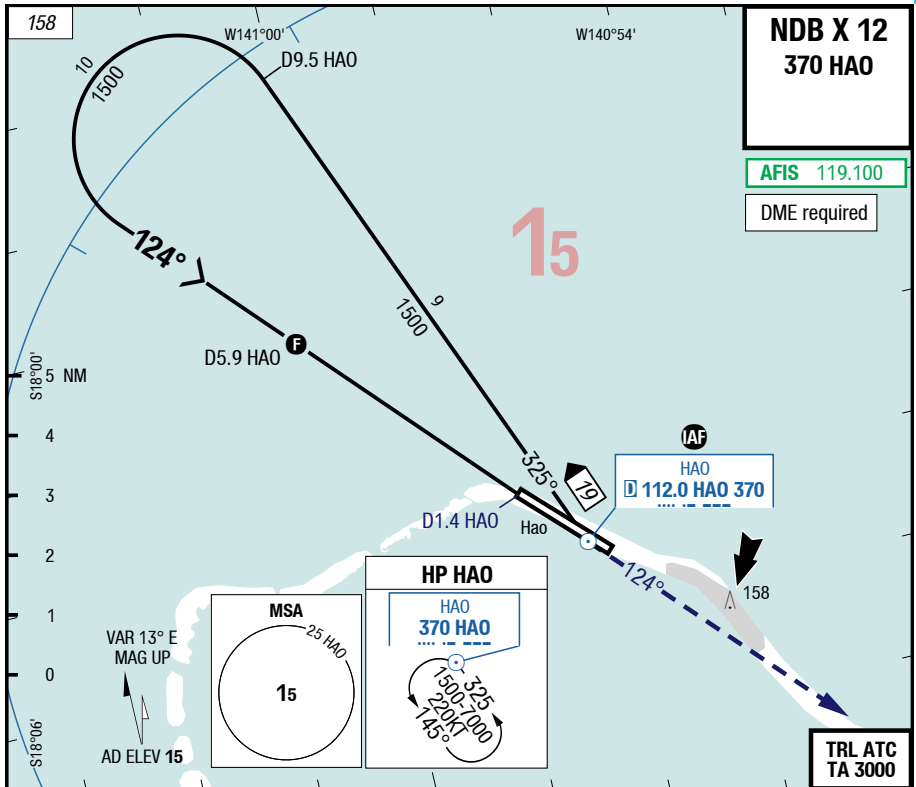 158
W141°00'
W140°54'
NDB X 12
370 HAO
AFIS 119.100
DME required
D9.5 HAO
10
1500
15
124°
9
1500
D5.9 HAO
F
S18°00'
5 NM
4
3
2
1
0
S18°06'
325°
19
IAF
HAO
D 112.0 HAO 370
D1.4 HAO
Hao
124°
158
HP HAO
HAO
370 HAO
325
1500-7000
220KT
145°
MSA
25 HAO
15
VAR 13° E
MAG UP
AD ELEV 15
TRL ATC
TA 3000